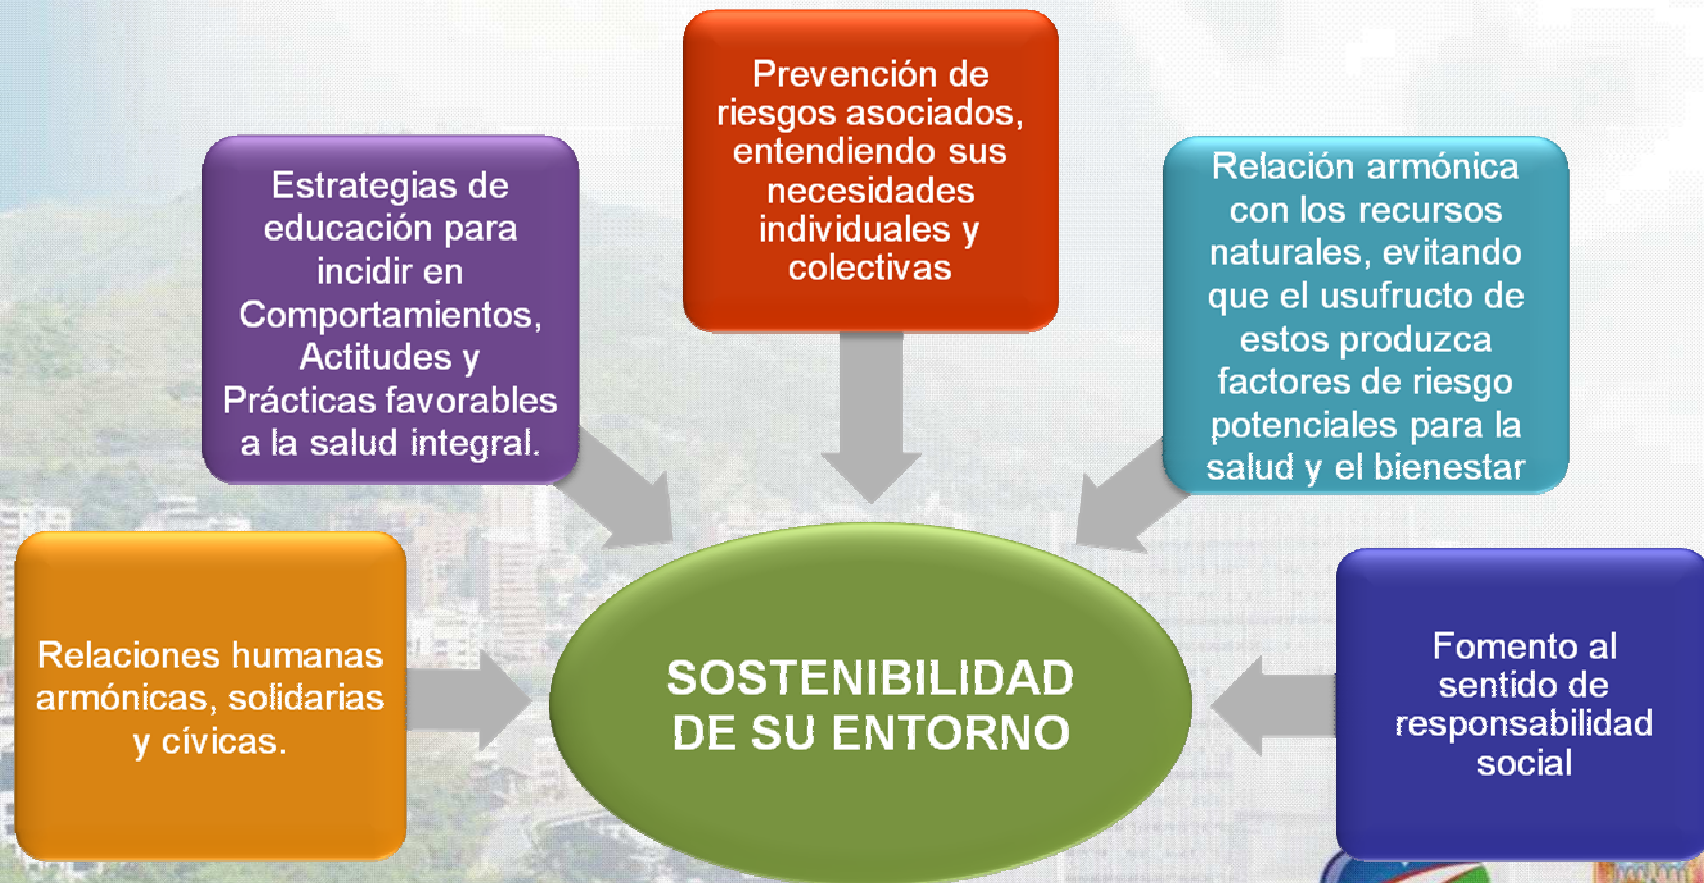 Prevención de
riesgos asociados,
entendiendo sus
necesidades
individuales y
colectivas
Estrategias de
educación para
incidir en
Comportamientos,
Actitudes y
Prácticas favorables
a la salud integral.
Relación armónica
con los recursos
naturales, evitando
que el usufructo de
estos produzca
factores de riesgo
potenciales para la
salud y el bienestar
Relaciones humanas
armónicas, solidarias
y cívicas.
SOSTENIBILIDAD
DE SU ENTORNO
Fomento al
sentido de
responsabilidad
social